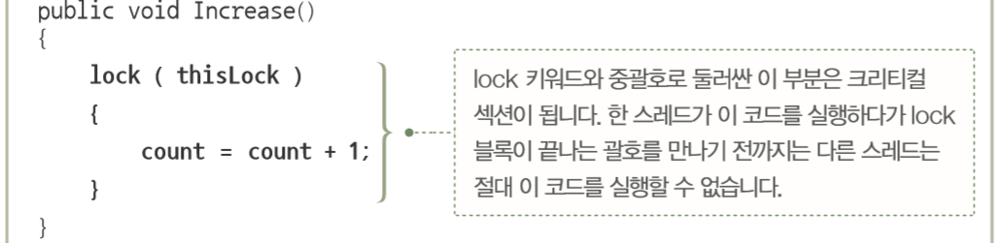 public void Increase()
{
lock ( thisLock )
{
count = count + 1;
}
}
lock 키워드와 중괄호로 둘러싼 이 부분은 크리티컬
섹션이 됩니다. 한 스레드가 이 코드를 실행하다가 lock
블록이 끝나는 괄호를 만나기 전까지는 다른 스레드는
절대 이 코드를 실행할 수 없습니다.